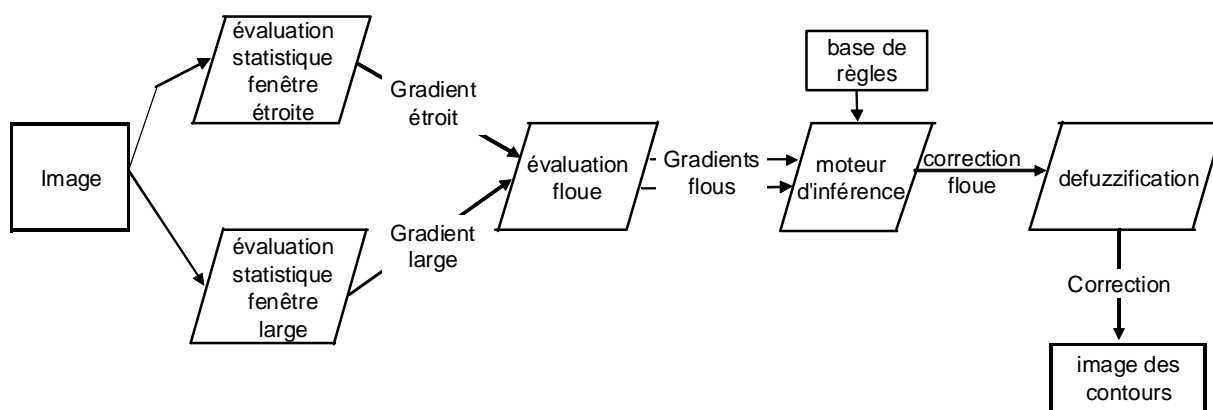 Image
évaluation
statistique
fenêtre
étroite
évaluation
statistique
fenêtre
large
Gradient
étroit
Gradient
large
évaluation
floue
Gradients
flous
base de
règles
moteur
d'inférence
correction
floue
defuzzification
Correction
image des
contours